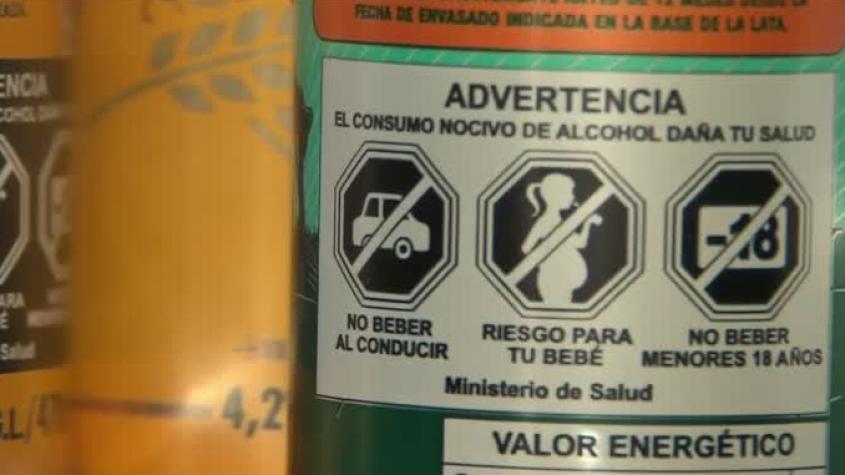 FECHA DE ENVASADO INDICADA EN LA BASE DE LA LATA.
ADVERTENCIA
EL CONSUMO NOCIVO DE ALCOHOL DAÑA TU SALUD
-18
NO BEBER
AL CONDUCIR
RIESGO PARA
TU BEBÉ
NO BEBER
MENORES 18 AÑOS
Ministerio de Salud
VALOR ENERGÉTICO
ENCIA
Salud
G.L/4
4,2